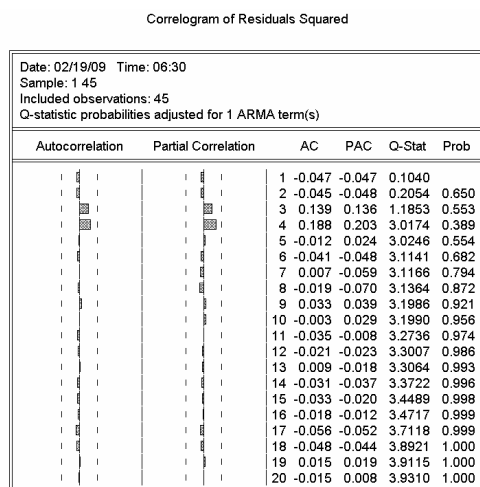 Correlogram of Residuals Squared
Date: 02/19/09 Time: 06:30
Sample: 1 45
Included observations: 45
Q-statistic probabilities adjusted for 1 ARMA term(s)
Autocorrelation Partial Correlation AC PAC Q-Stat Prob
1 -0.047 -0.047 0.1040
2 -0.045 -0.048 0.2054 0.650
3 0.139 0.136 1.1853 0.553
4 0.188 0.203 3.0174 0.389
5 -0.012 0.024 3.0246 0.554
6 -0.041 -0.048 3.1141 0.682
7 0.007 -0.059 3.1166 0.794
8 -0.019 -0.070 3.1364 0.872
9 0.033 0.039 3.1986 0.921
10 -0.003 0.029 3.1990 0.956
11 -0.035 -0.008 3.2736 0.974
12 -0.021 -0.023 3.3007 0.986
13 0.009 -0.018 3.3064 0.993
14 -0.031 -0.037 3.3722 0.996
15 -0.033 -0.020 3.4489 0.998
16 -0.018 -0.012 3.4717 0.999
17 -0.056 -0.052 3.7118 0.999
18 -0.048 -0.044 3.8921 1.000
19 0.015 0.019 3.9115 1.000
20 -0.015 0.008 3.9310 1.000